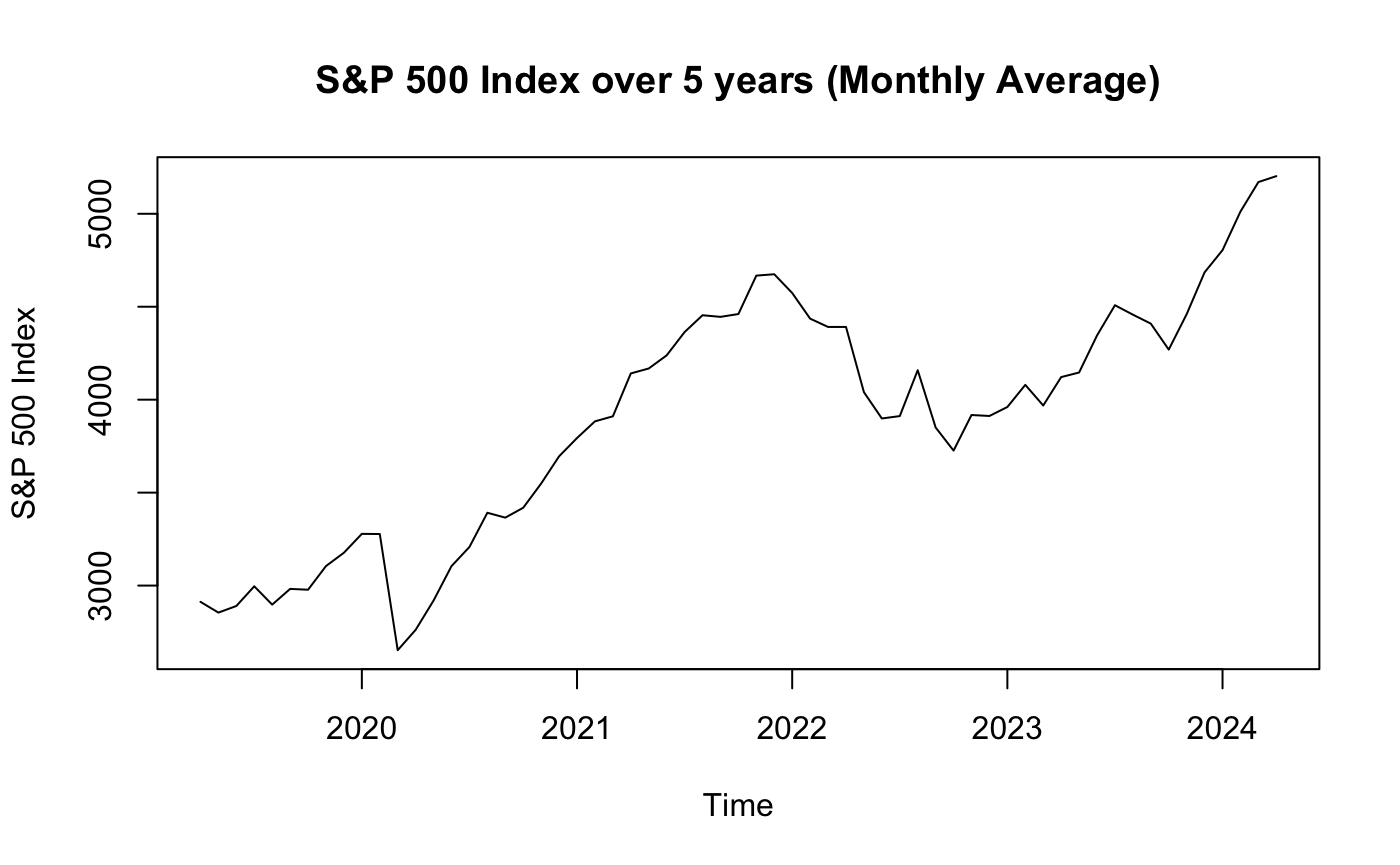 S&P 500 Index over 5 years (Monthly Average)
S&P 500 Index
5000
4000
3000
2020 2021 2022 2023 2024
Time